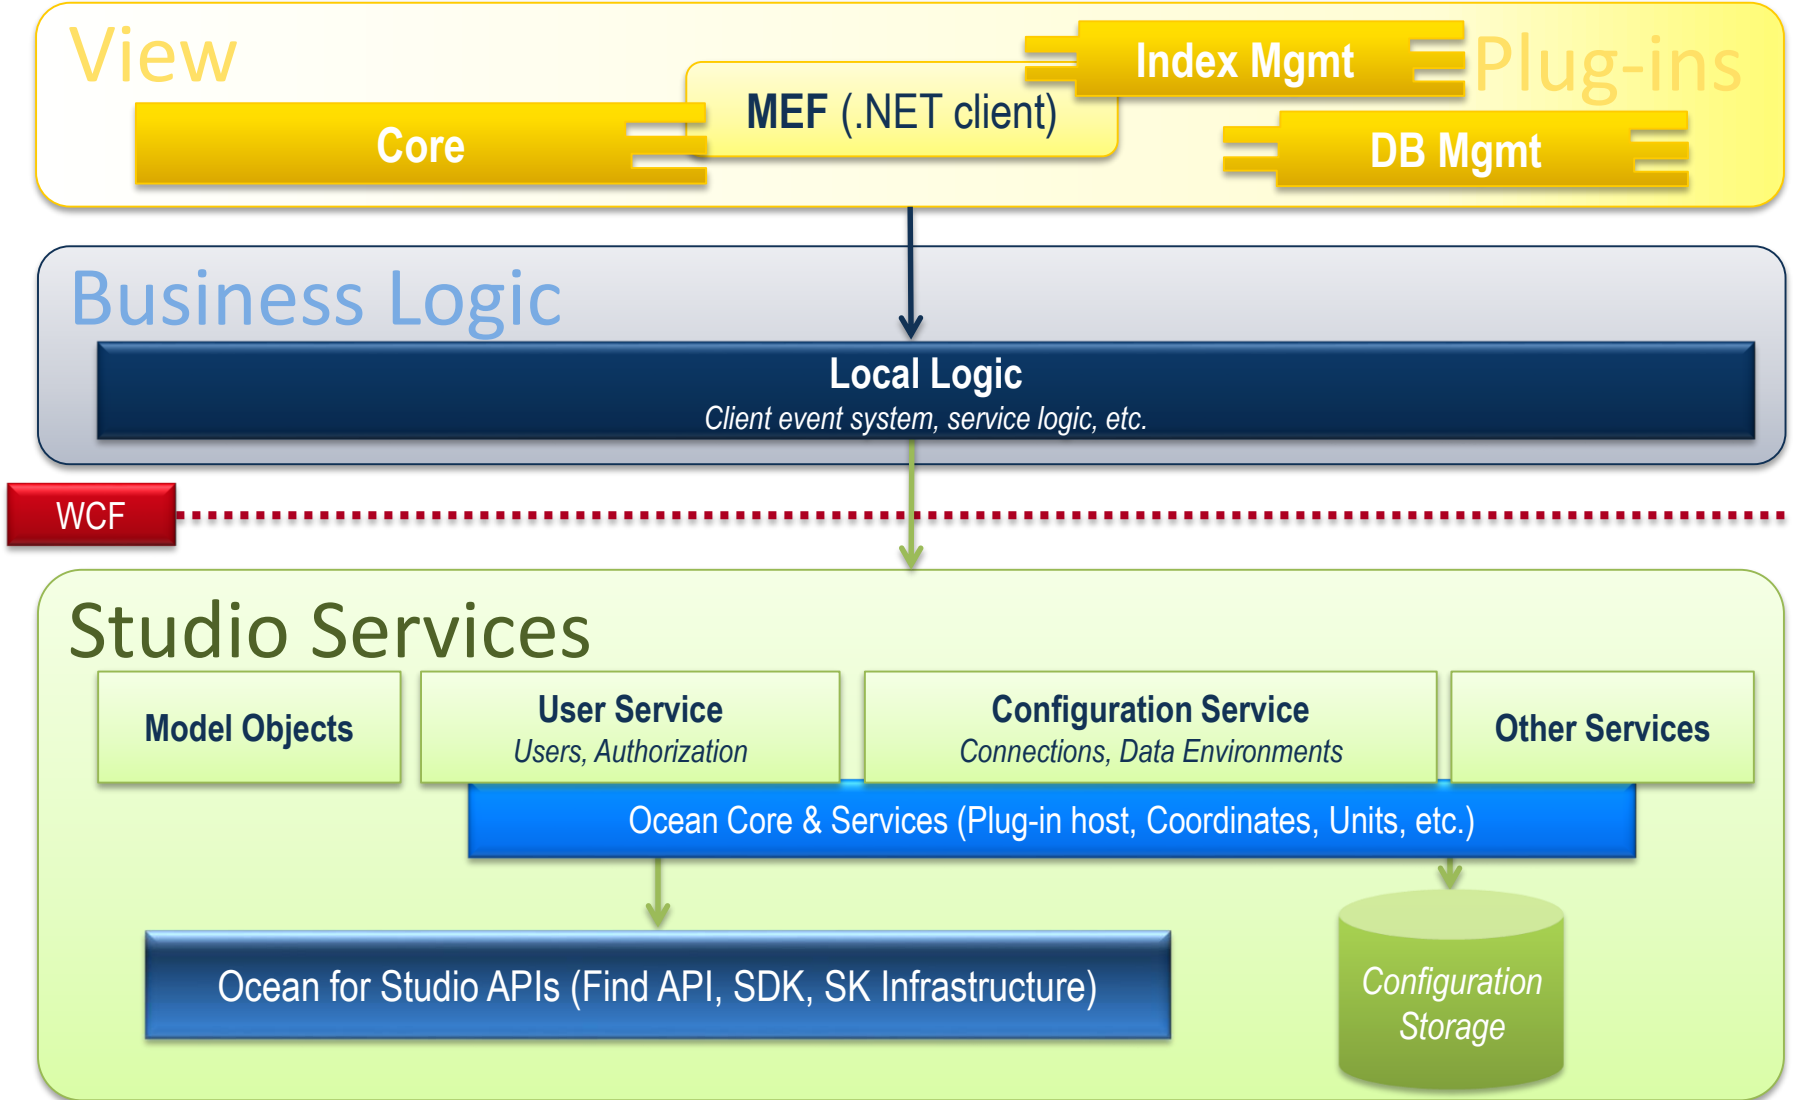 View
Plug-ins
Index Mgmt
MEF (.NET client)
Core
DB Mgmt
Business Logic
Local Logic
Client event system, service logic, etc.
WCF
Studio Services
Model Objects
User Service
Users, Authorization
Configuration Service
Connections, Data Environments
Other Services
Ocean Core & Services (Plug-in host, Coordinates, Units, etc.)
Ocean for Studio APIs (Find API, SDK, SK Infrastructure)
Configuration
Storage